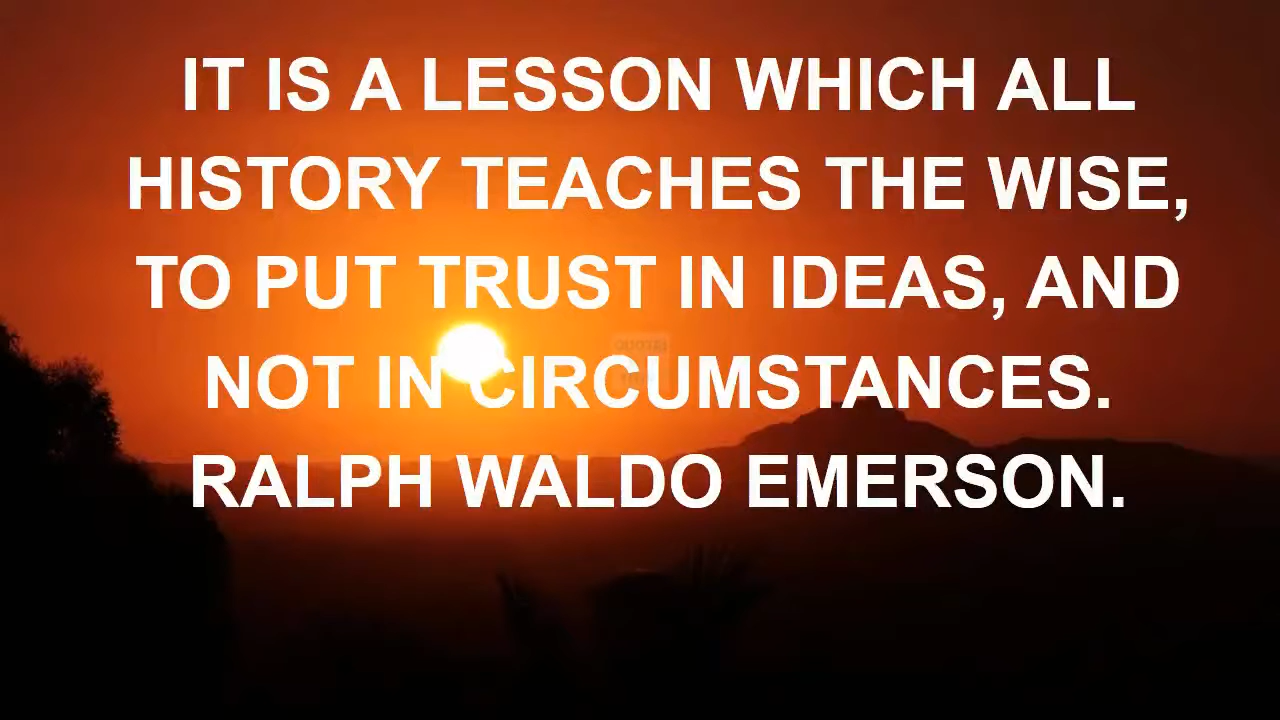 IT IS A LESSON WHICH ALL
HISTORY TEACHES THE WISE,
TO PUT TRUST IN IDEAS, AND
NOT IN CIRCUMSTANCES.
RALPH WALDO EMERSON.